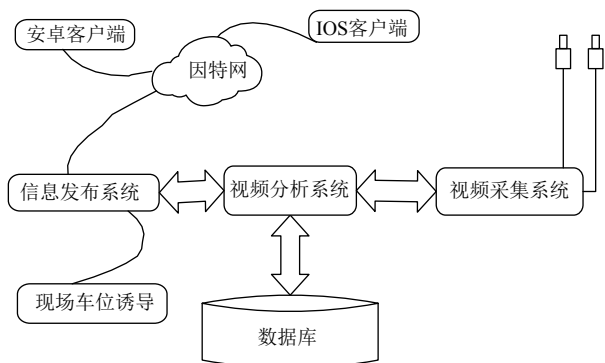 安卓客户端
IOS客户端
因特网
信息发布系统
视频分析系统
视频采集系统
现场车位诱导
数据库